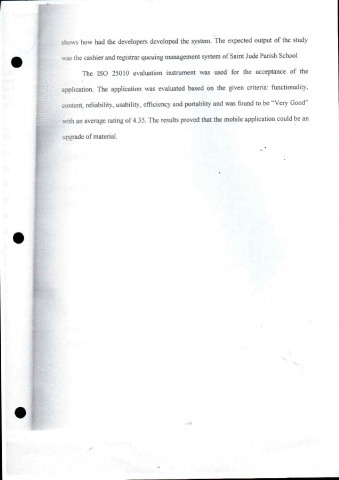 shows how had the developers developed the system. The expected output of the study
was the cashier and registrar queuing management system of Saint Jude Parish School
The ISO 25010 evaluation instrument was used for the acceptance of the
application. The application was evaluated based on the given criteria: functionality,
content, reliability, usability, efficiency and portablity and was found to be "Very Good"
with an average rating of 4.35. The results proved that the mobile application could be an
upgrade of material.